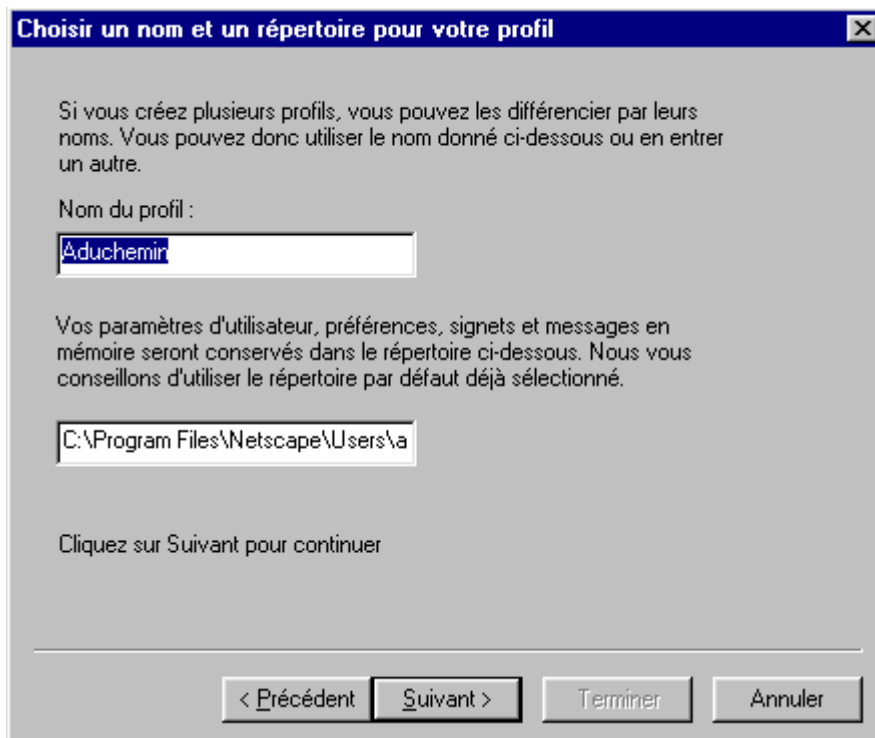 Choisir un nom et un répertoire pour votre profil
Si vous créez plusieurs profils, vous pouvez les différencier par leurs
noms. Vous pouvez donc utiliser le nom donné ci-dessous ou en entrer
un autre.
Nom du profil :
Aduchemin
Vos paramètres d'utilisateur, préférences, signets et messages en
mémoire seront conservés dans le répertoire ci-dessous. Nous vous
conseillons d'utiliser le répertoire par défaut déjà sélectionné.
C:\Program Files\Netscape\Users\a
Cliquez sur Suivant pour continuer
< Précédent Suivant > Terminer Annuler